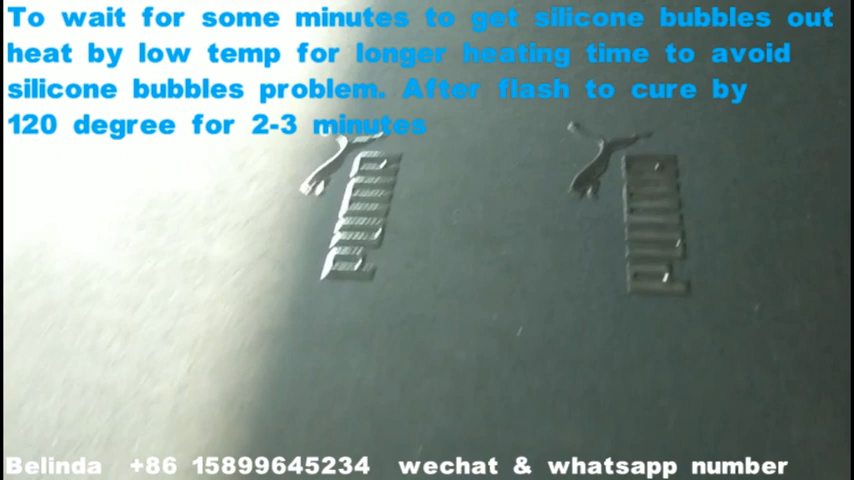 To wait for some minutes to get silicone bubbles out
heat by low temp for longer heating time to avoid
silicone bubbles problem. After flash to cure by
120 degree for 2-3 minutes
PUMA
PUMA
Belinda +86 15899645234 wechat & whatsapp number